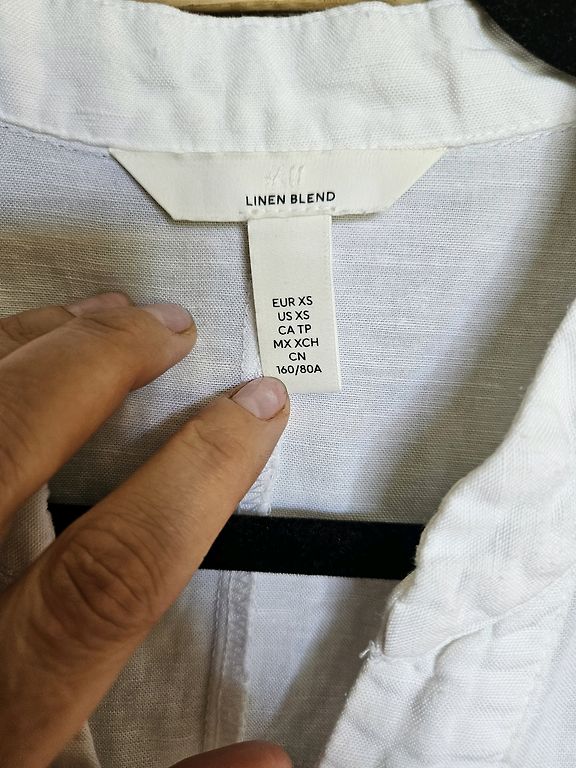 LINEN BLEND
EUR XS
US XS
CA TP
MX XCH
CN
160/80A